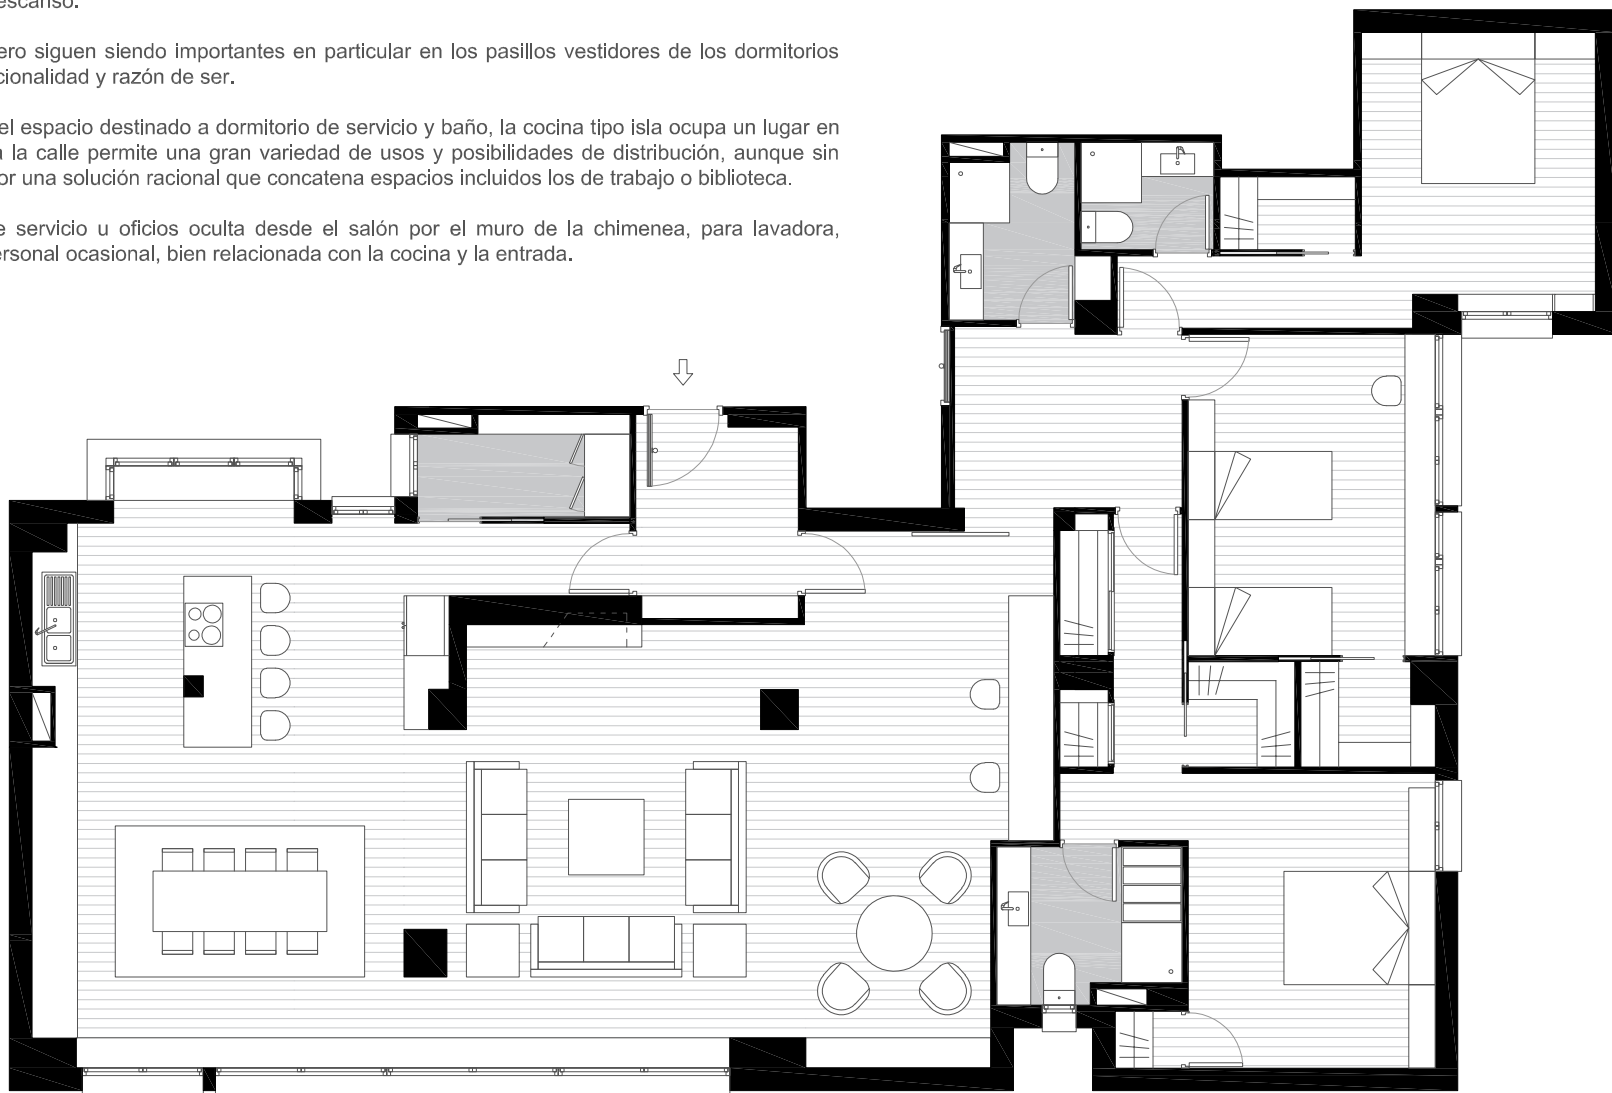 escanso.
ero siguen siendo importantes en particular en los pasillos vestidores de los dormitorios
cionalidad y razón de ser.
el espacio destinado a dormitorio de servicio y baño, la cocina tipo isla ocupa un lugar en
a la calle permite una gran variedad de usos y posibilidades de distribución, aunque sin
or una solución racional que concatena espacios incluidos los de trabajo o biblioteca.
e servicio u oficios oculta desde el salón por el muro de la chimenea, para lavadora,
ersonal ocasional, bien relacionada con la cocina y la entrada.